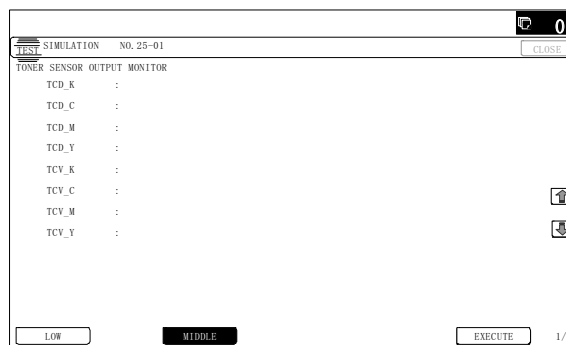 0
TEST SIMULATION NO. 25-01 CLOSE
TONER SENSOR OUTPUT MONITOR
TCD_K :
TCD_C :
TCD_M :
TCD_Y :
TCV_K :
TCV_C :
TCV_M :
TCV_Y :
LOW MIDDLE EXECUTE 1/